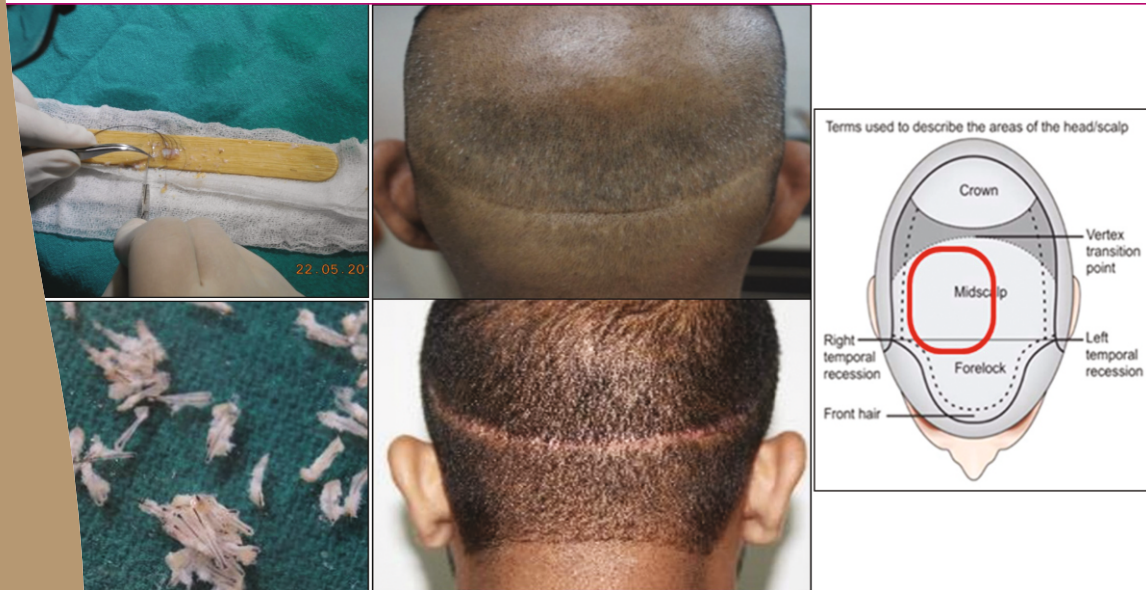 22.05.20
Terms used to describe the areas of the head/scalp
Crown
Vertex
transition
point
Midscalp
Right
temporal
recession
Left
temporal
recession
Forelock
Front hair